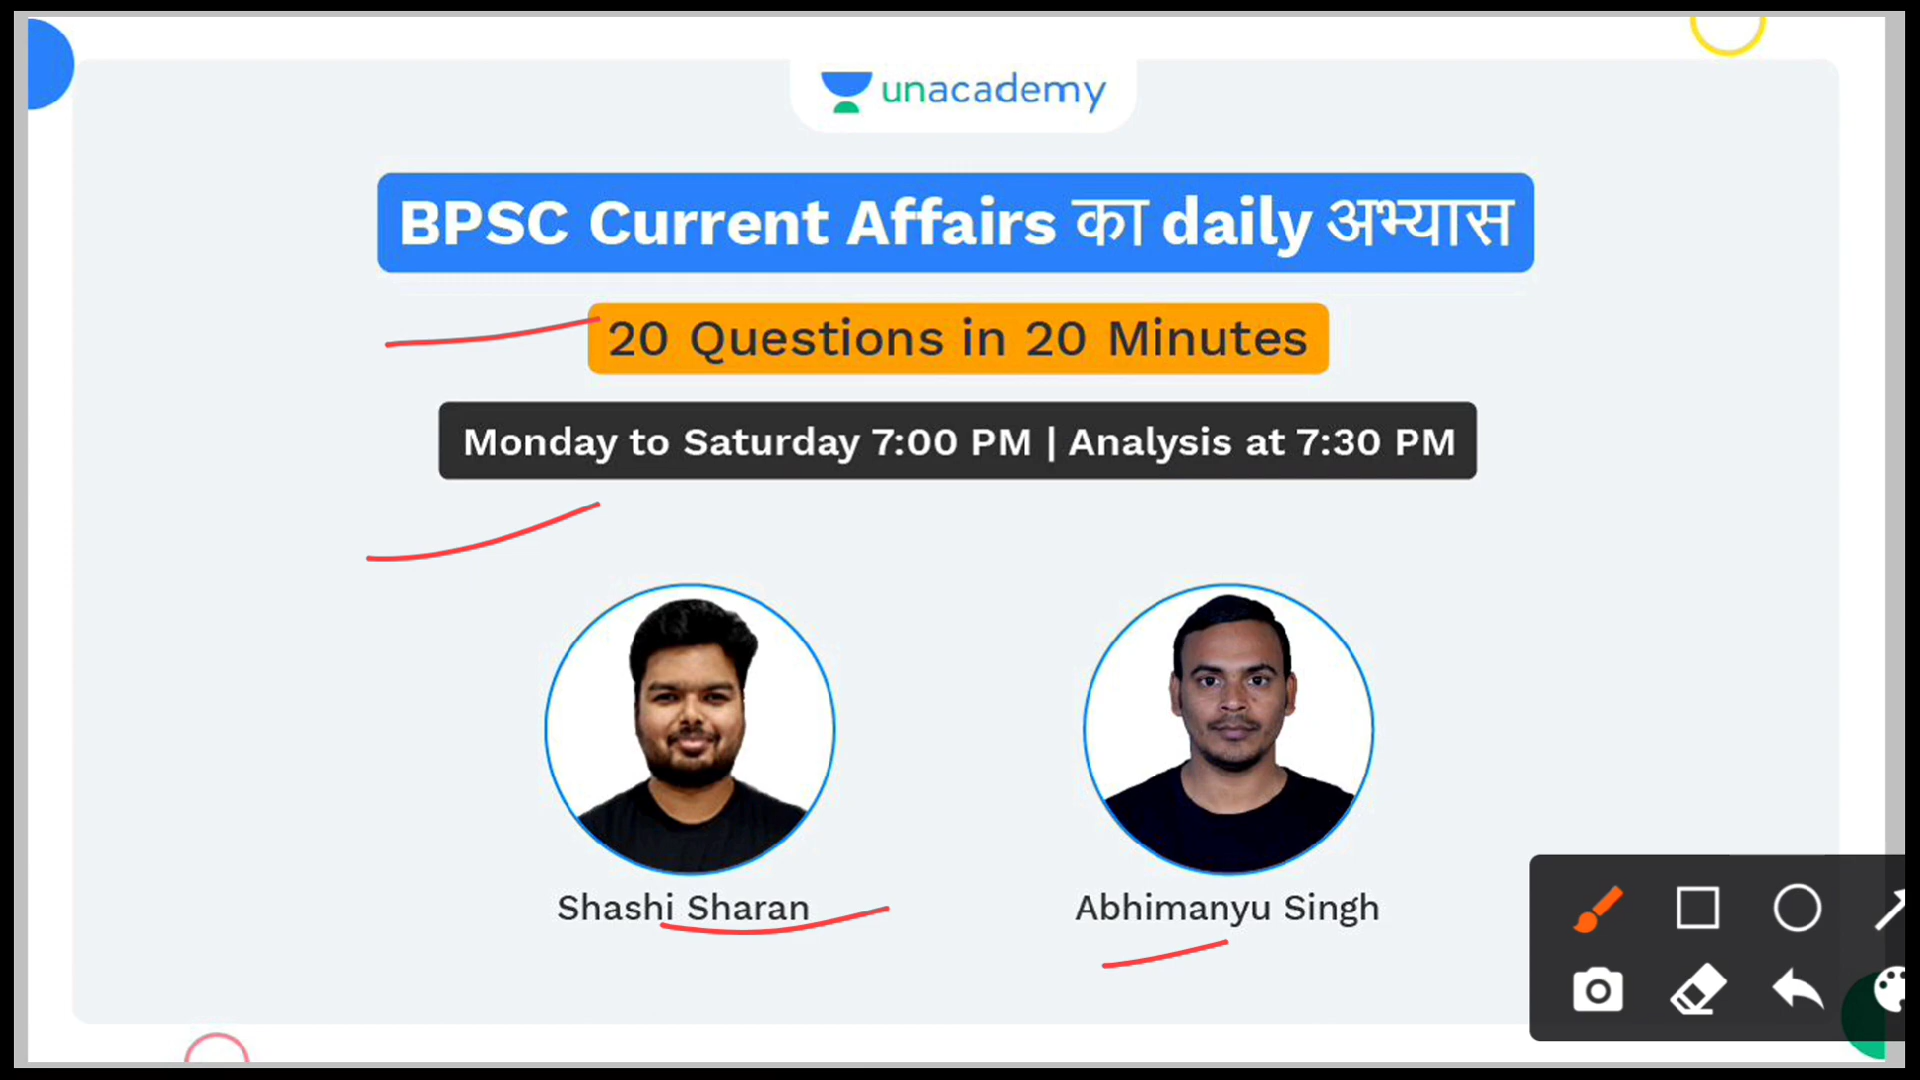 unacademy
BPSC Current Affairs का daily अभ्यास
20 Questions in 20 Minutes
Monday to Saturday 7:00 PM | Analysis at 7:30 PM
Shashi Sharan
Abhimanyu Singh